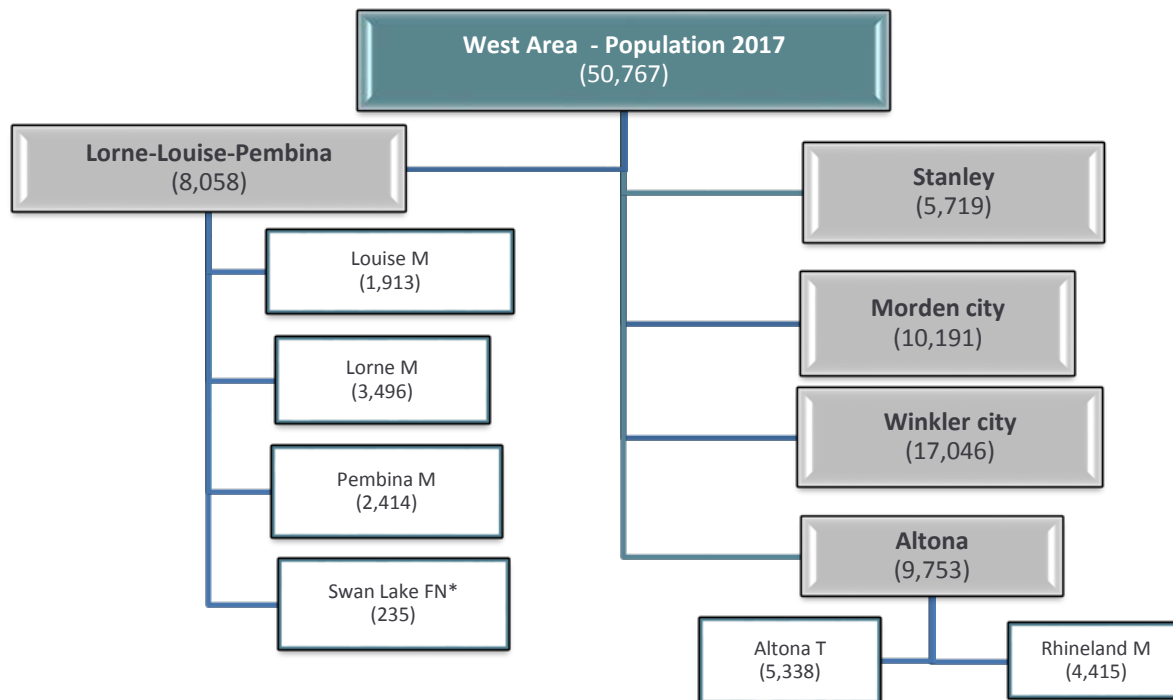 West Area - Population 2017
(50,767)
Lorne-Louise-Pembina
(8,058)
Louise M
(1,913)
Lorne M
(3,496)
Pembina M
(2,414)
Swan Lake FN*
(235)
Stanley
(5,719)
Morden city
(10,191)
Winkler city
(17,046)
Altona
(9,753)
Altona T
(5,338)
Rhineland M
(4,415)